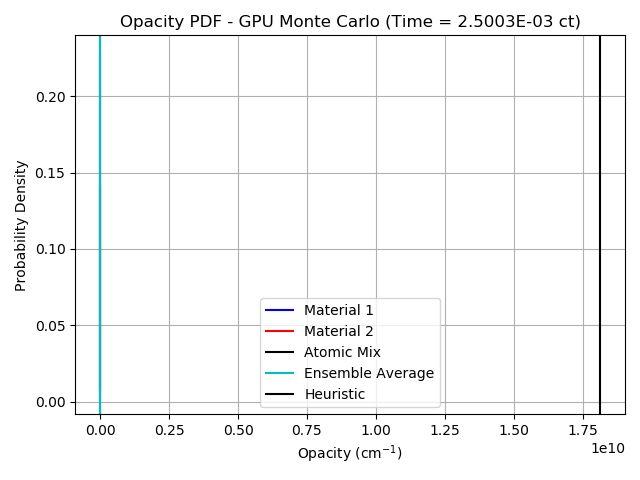 Opacity PDF - GPU Monte Carlo (Time = 2.5003E-03 ct)
Probability Density
0.20
0.15
0.10
0.05
0.00
Material 1
Material 2
Atomic Mix
Ensemble Average
Heuristic
0.00 0.25 0.50 0.75 1.00 1.25 1.50 1.75
1e10
Opacity (cm⁻¹)